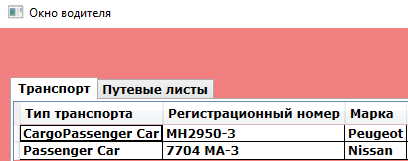 Окно водителя
Транспорт Путевые листы
Тип транспорта Регистрационный номер Марка
CargoPassenger Car MH2950-3 Peugeot
Passenger Car 7704 MA-3 Nissan